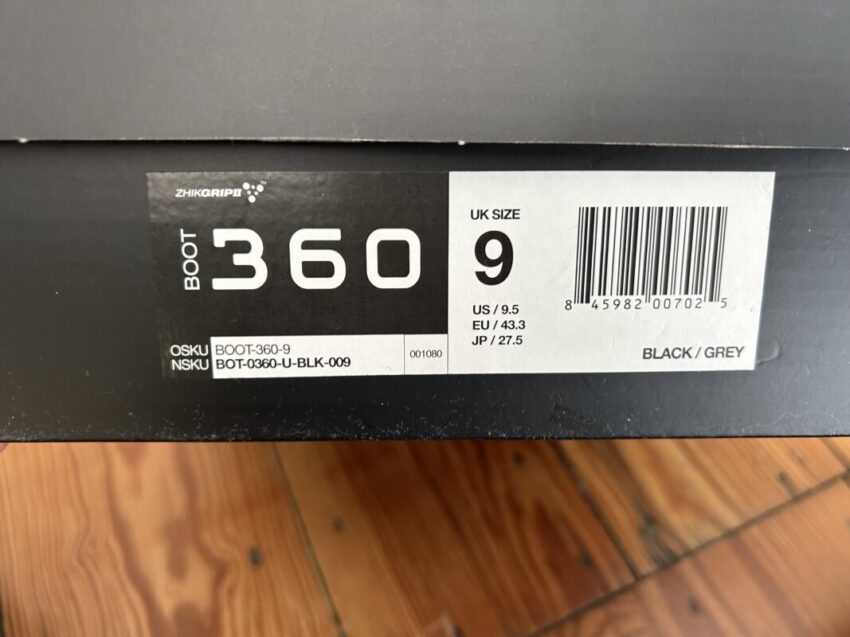 ZHIKGRIPII™
BOOT 360
OSKU BOOT-360-9
NSKU BOT-0360-U-BLK-009
001080
UK SIZE
9
US / 9.5
EU / 43.3
JP / 27.5
8 45982 00702 5
BLACK / GREY